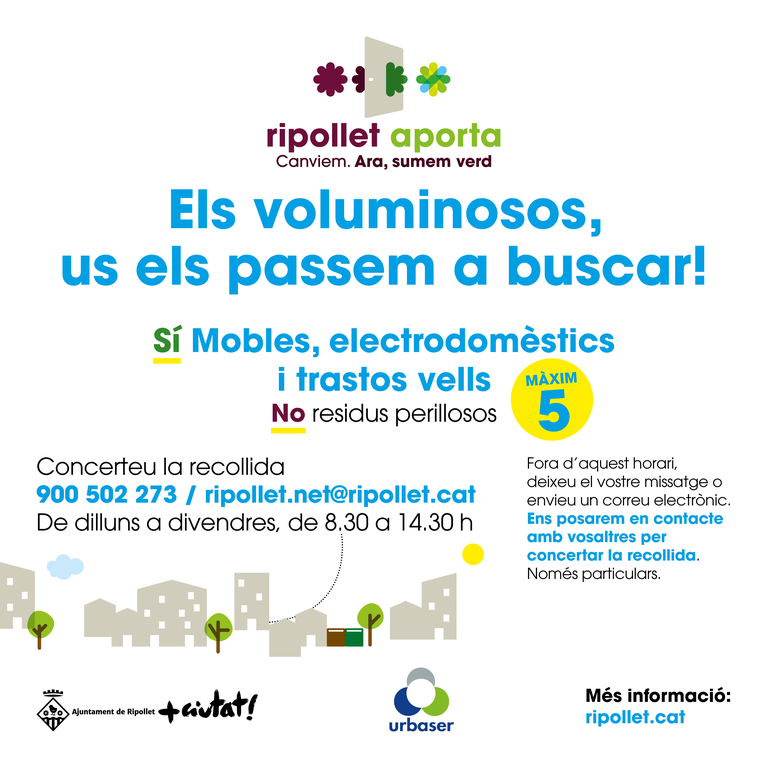 ripollet aporta
Canviem. Ara, sumem verd
Els voluminosos,
us els passem a buscar!
Sí Mobles, electrodomèstics
i trastos vells
No residus perillosos
MÀXIM
5
Concerteu la recollida
900 502 273 / ripollet.net@ripollet.cat
De dilluns a divendres, de 8.30 a 14.30 h
Fora d’aquest horari,
deixeu el vostre missatge o
envieu un correu electrònic.
Ens posarem en contacte
amb vosaltres per
concertar la recollida.
Només particulars.
Ajuntament de Ripollet
+ciutat!
urbaser
Més informació:
ripollet.cat